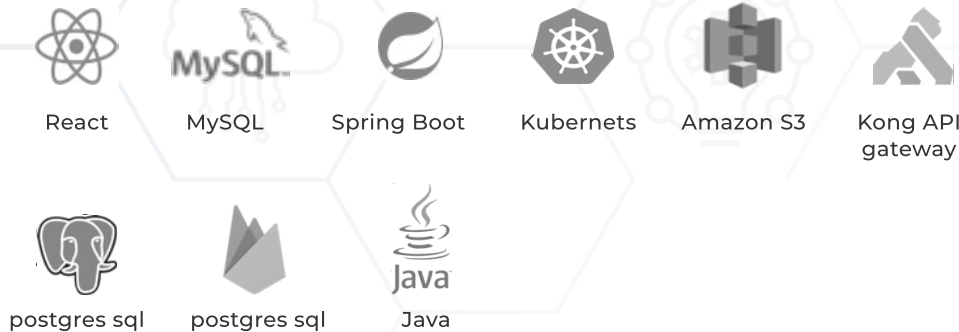 MySQL
React
MySQL
Spring Boot
Kubernets
Amazon S3
Kong API
gateway
Java
postgres sql
postgres sql
Java